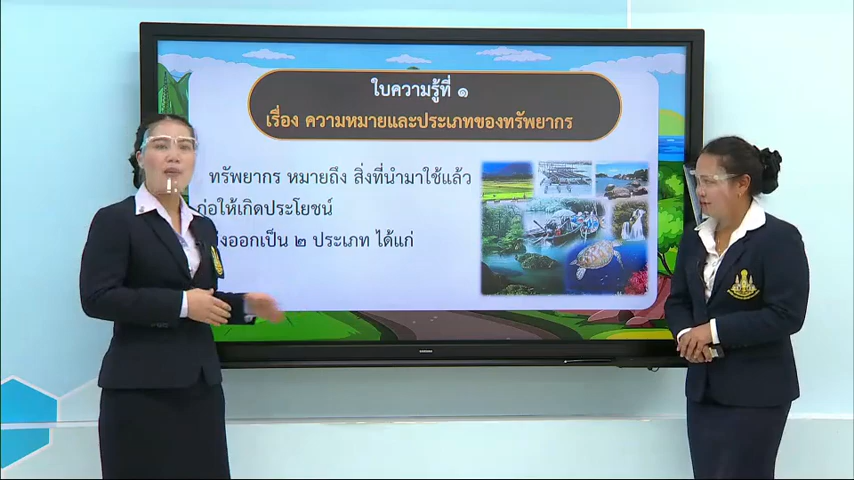 ใบความรู้ที่ ๑
เรื่อง ความหมายและประเภทของทรัพยากร
ทรัพยากร หมายถึง สิ่งที่นำมาใช้แล้ว
ก่อให้เกิดประโยชน์
ออกเป็น ๒ ประเภท ได้แก่